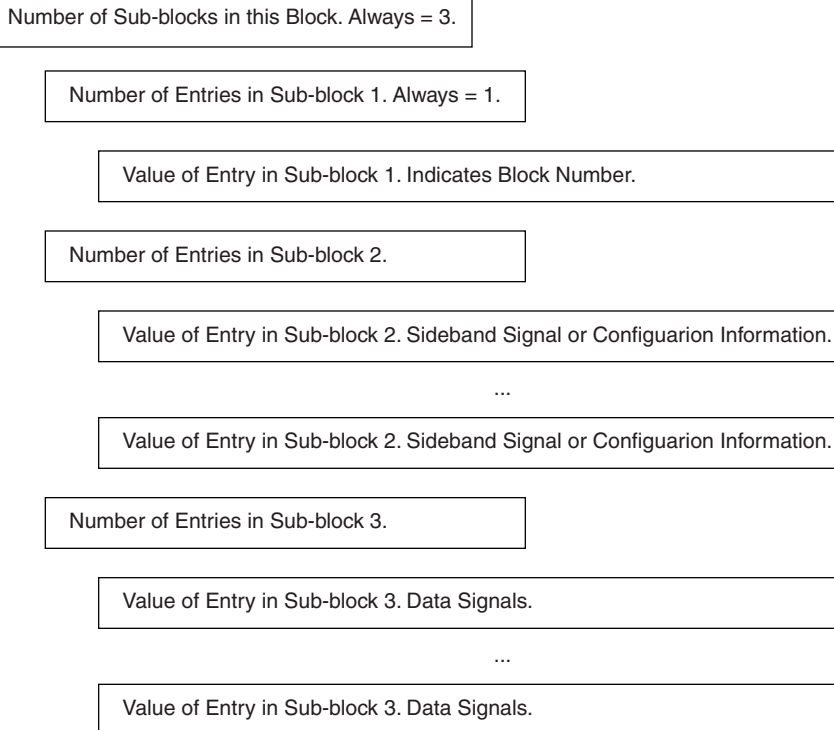 Number of Sub-blocks in this Block. Always = 3.
Number of Entries in Sub-block 1. Always = 1.
Value of Entry in Sub-block 1. Indicates Block Number.
Number of Entries in Sub-block 2.
Value of Entry in Sub-block 2. Sideband Signal or Configuarion Information.
...
Value of Entry in Sub-block 2. Sideband Signal or Configuarion Information.
Number of Entries in Sub-block 3.
Value of Entry in Sub-block 3. Data Signals.
...
Value of Entry in Sub-block 3. Data Signals.